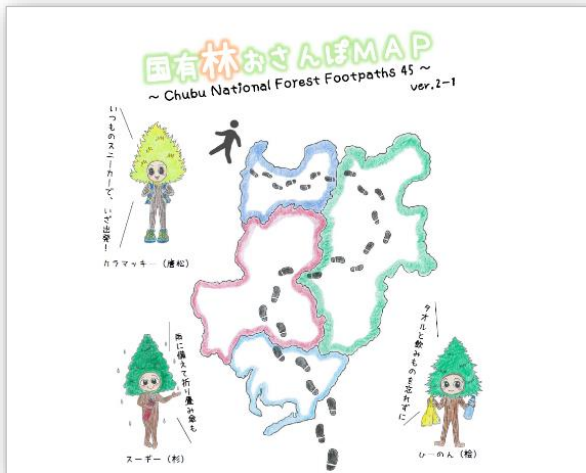 国有林おさんぽMAP
~ Chubu National Forest Footpaths 45 ~
ver.2-1
いつものスニーカーで、いざ出発!
カラマッキー (唐松)
雨に備えて折り畳み傘も
スーギー (杉)
タオルと飲みものも忘れずに
ひーのん (桧)